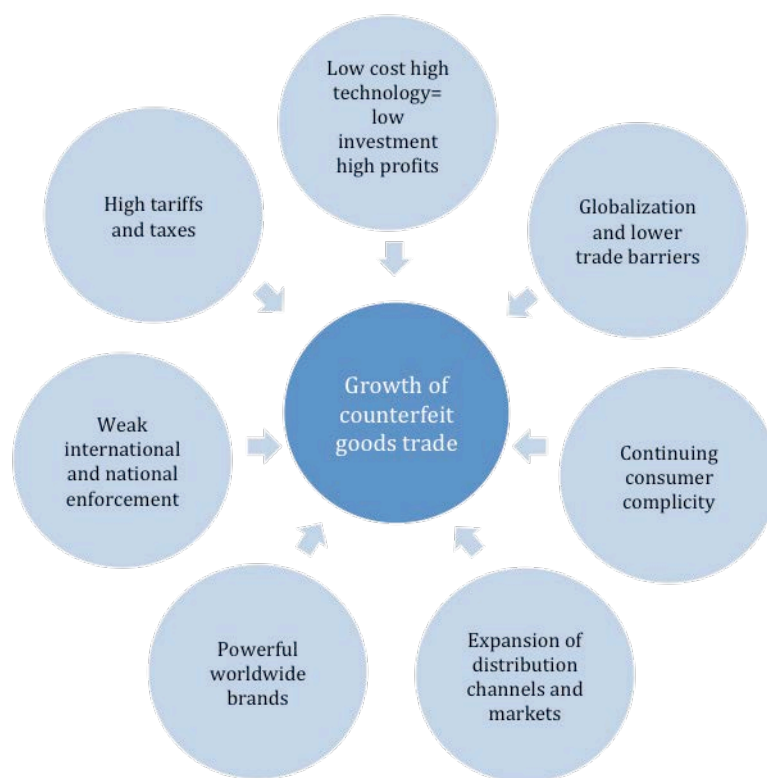 Low cost high
technology=
low
investment
high profits
Globalization
and lower
trade barriers
Continuing
consumer
complicity
Expansion of
distribution
channels and
markets
Powerful
worldwide
brands
Weak
international
and national
enforcement
High tariffs
and taxes
Growth of
counterfeit
goods trade